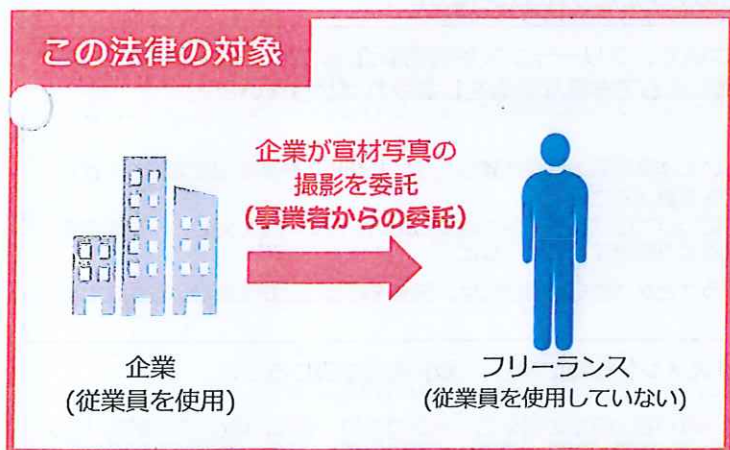 この法律の対象
企業が宣材写真の
撮影を委託
(事業者からの委託)
企業
(従業員を使用)
フリーランス
(従業員を使用していない)